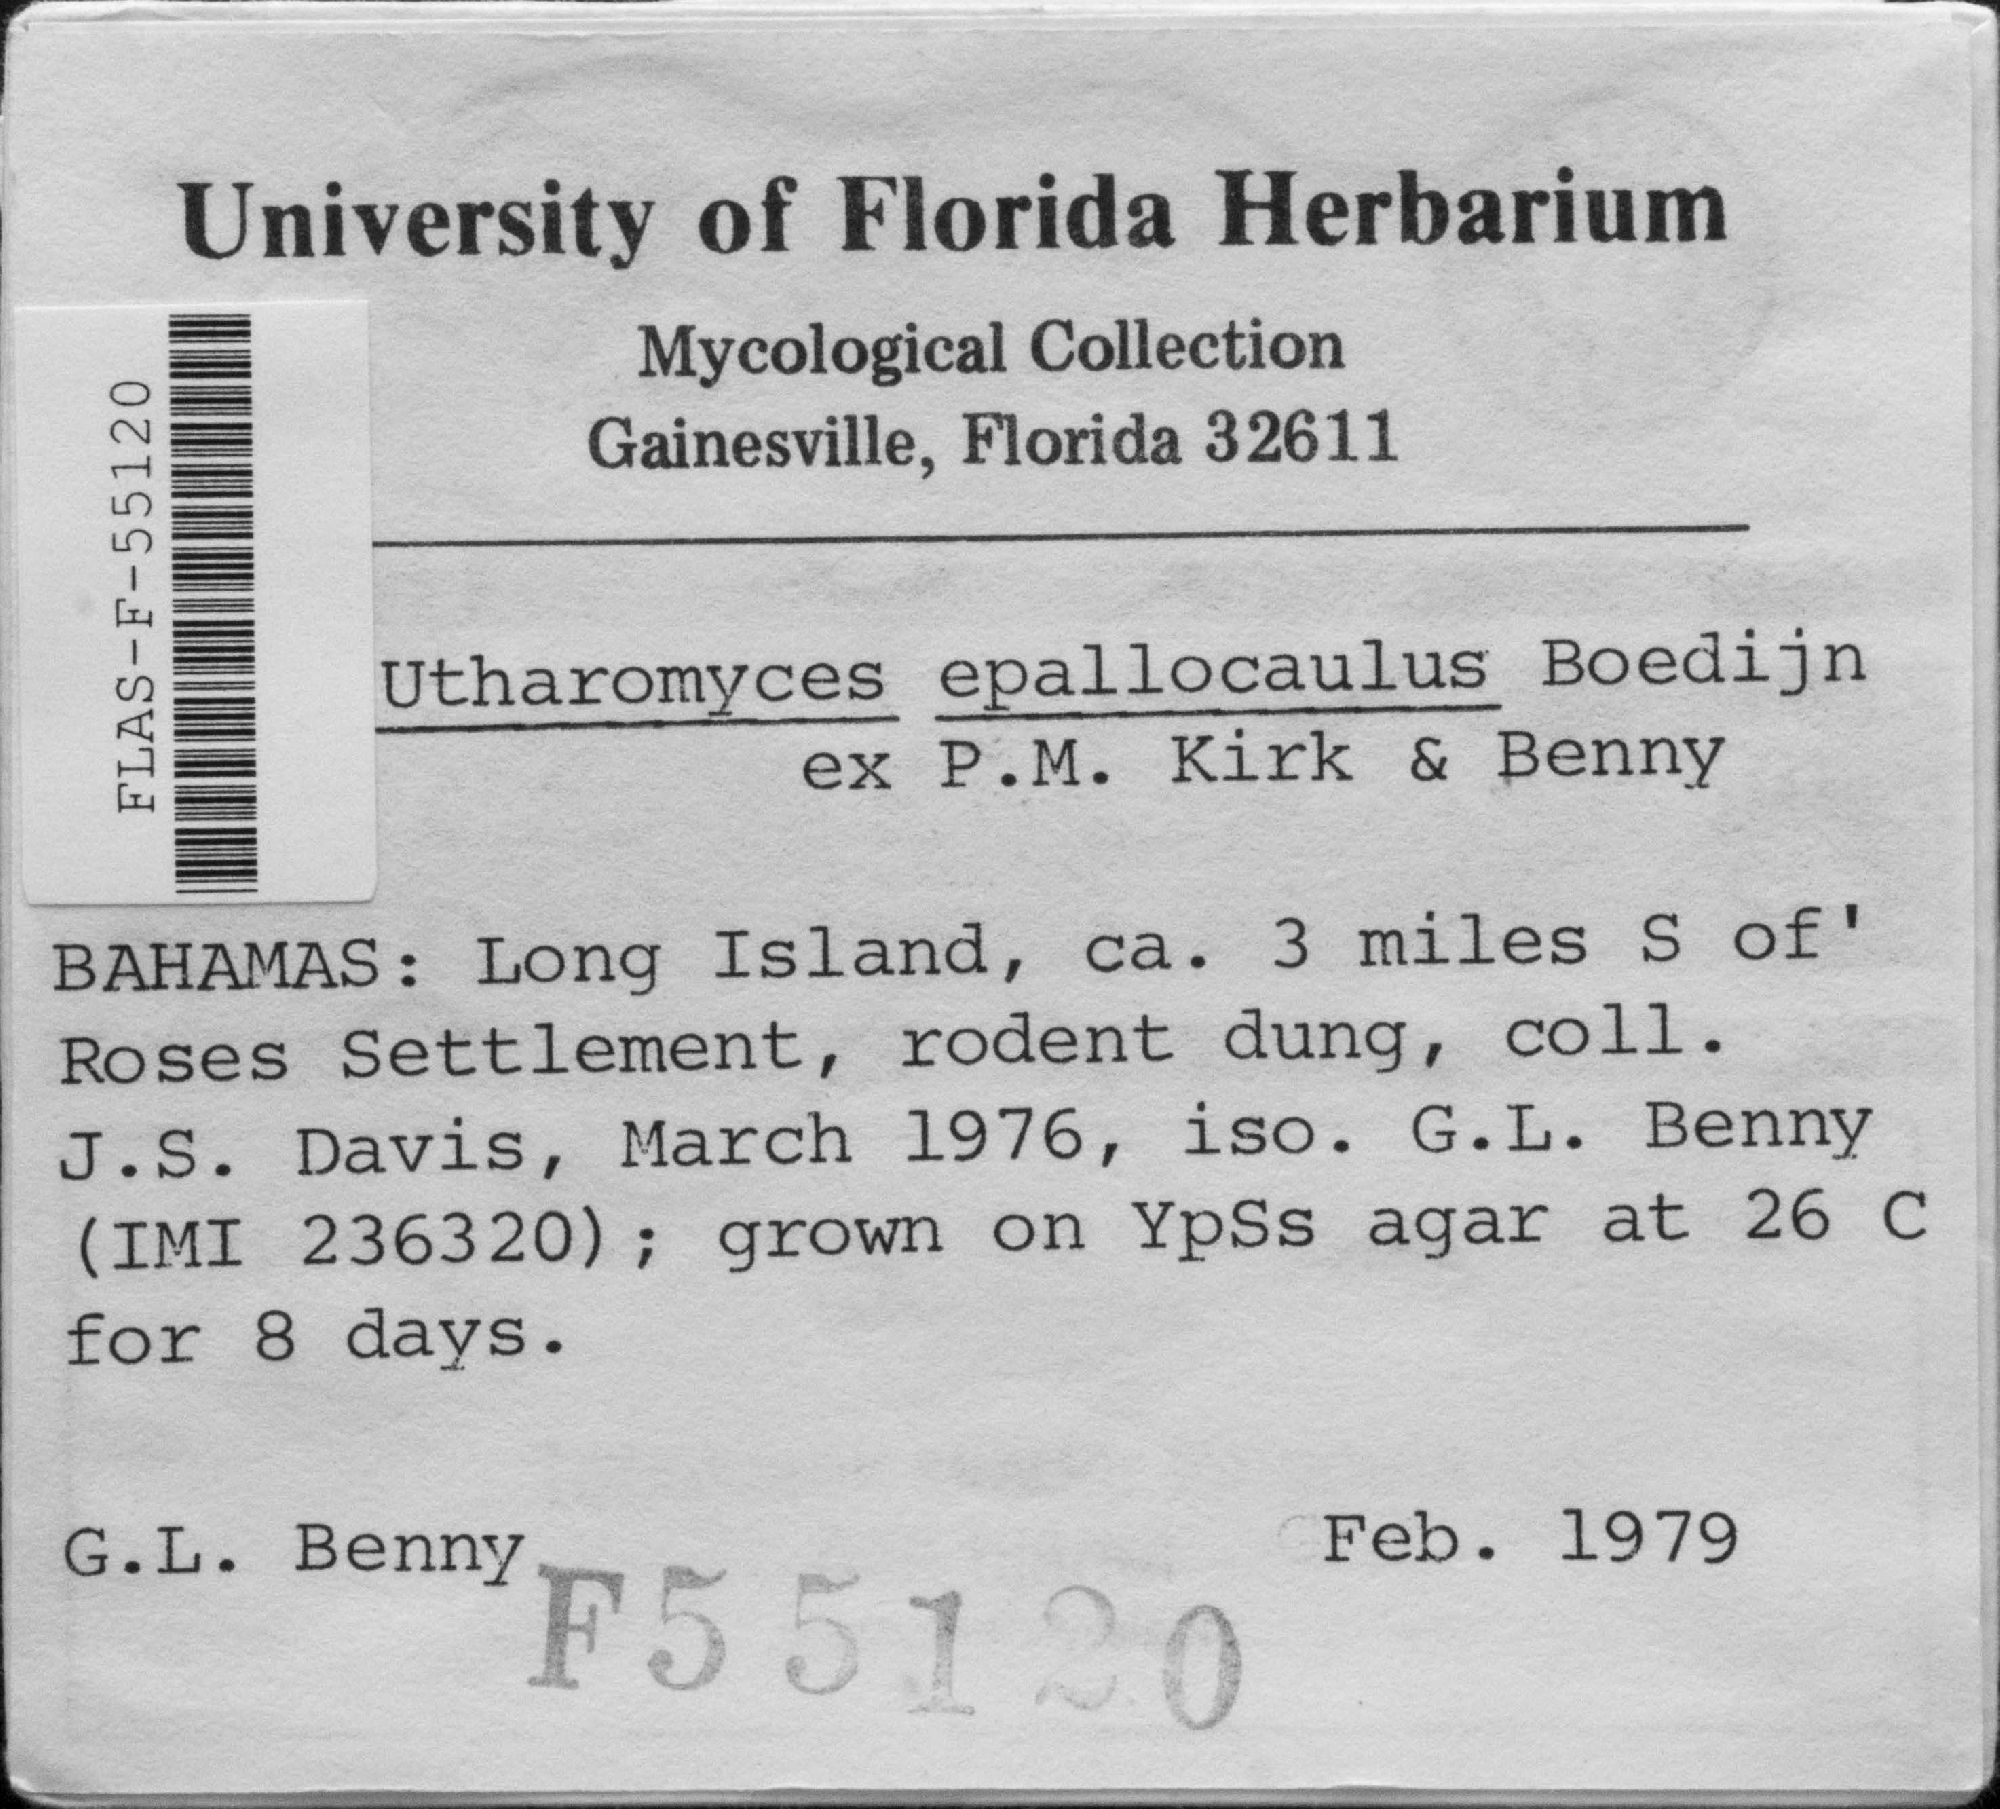 University of Florida Herbarium
Mycological Collection
Gainesville, Florida 32611
FLAS-F-55120
Utharomyces epallocaulus Boedijn
ex P.M. Kirk & Benny
BAHAMAS: Long Island, ca. 3 miles S of'
Roses Settlement, rodent dung, coll.
J.S. Davis, March 1976, iso. G.L. Benny
(IMI 236320); grown on YpSs agar at 26 C
for 8 days.
G.L. Benny Feb. 1979
F55120